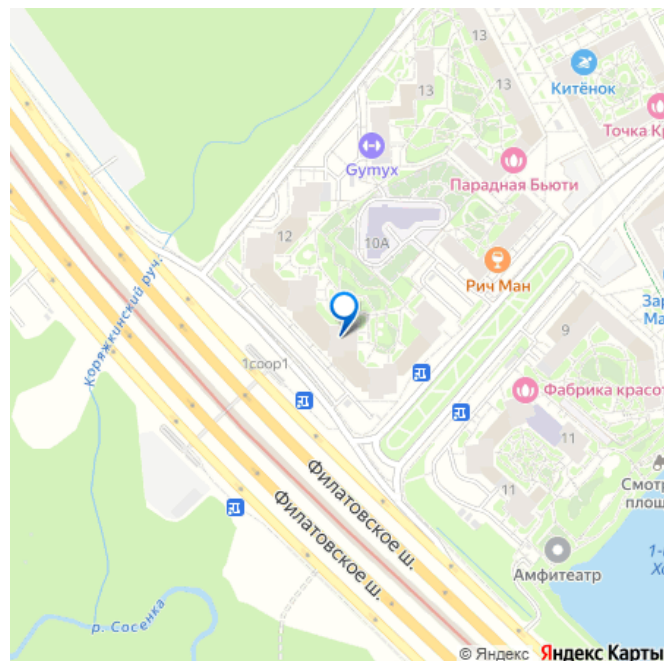 13
13
Китёнок
Точка Кр
Gymyx
Парадная Бьюти
12
10А
Рич Ман
Коряжкинский руч.
Зар
Ма
9
1соор1
Фабрика красот
11
11
Смотр
площ
Филатовское ш.
Филатовское ш.
1-
Хо
Амфитеатр
р. Сосенка
© Яндекс Яндекс Карты